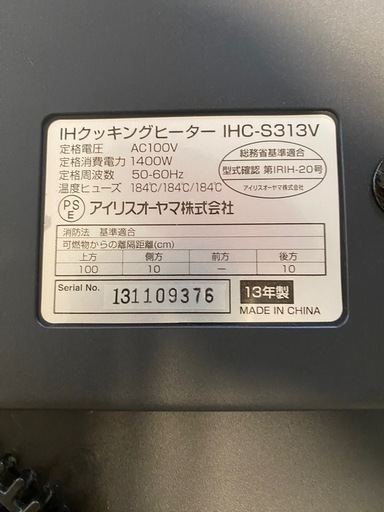 IHクッキングヒーター IHC-S313V
定格電圧 AC100V
定格消費電力 1400W
定格周波数 50-60Hz
温度ヒューズ 184℃/184℃/184℃
総務省基準適合
型式確認 第IRIH-20号
アイリスオーヤマ株式会社
PSE アイリスオーヤマ株式会社
消防法 基準適合
可燃物からの離隔距離(cm)
上方 側方 前方 後方
100 10 — 10
Serial No. 131109376 13年製
MADE IN CHINA